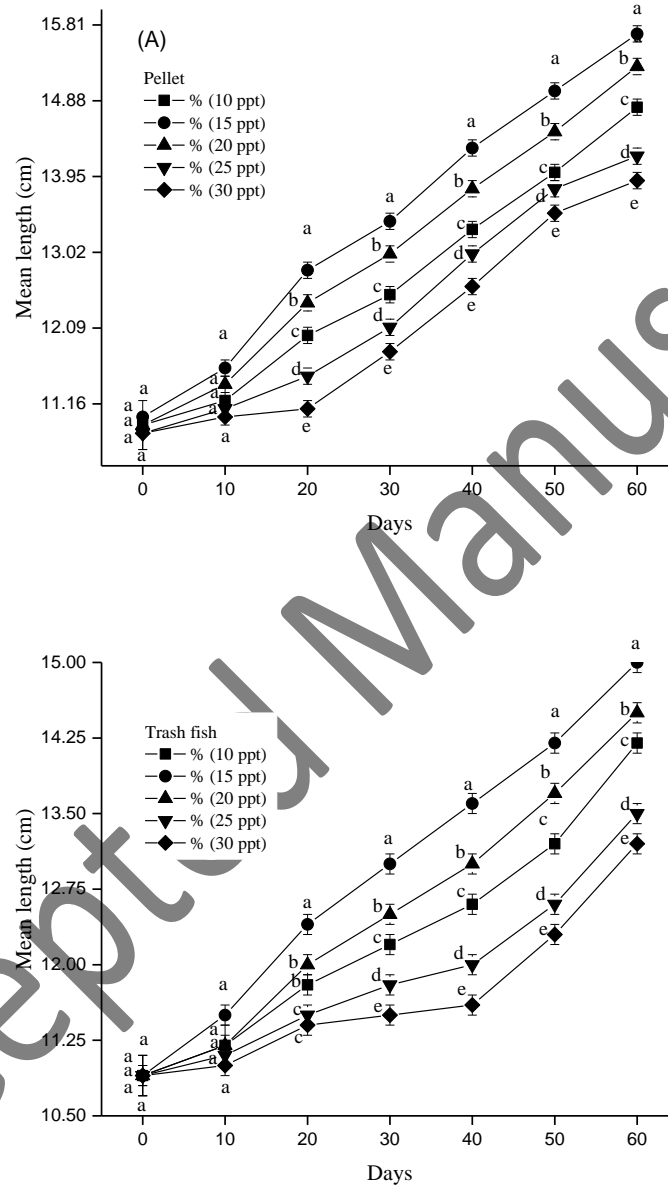 (A)
Pellet
% (10 ppt)
% (15 ppt)
% (20 ppt)
% (25 ppt)
% (30 ppt)
Mean length (cm)
15.81
14.88
13.95
13.02
12.09
11.16
a a a a a
a a a a a
a b c d e
a b c d e
a b c d e
a b c d e
a b c d e
0 10 20 30 40 50 60
Days
Trash fish
% (10 ppt)
% (15 ppt)
% (20 ppt)
% (25 ppt)
% (30 ppt)
Mean length (cm)
15.00
14.25
13.50
12.75
12.00
11.25
10.50
a a a a a
a a a a a
a b b c c
a b c d e
a b c d e
a b c d e
a b c d e
0 10 20 30 40 50 60
Days
cepted Manus